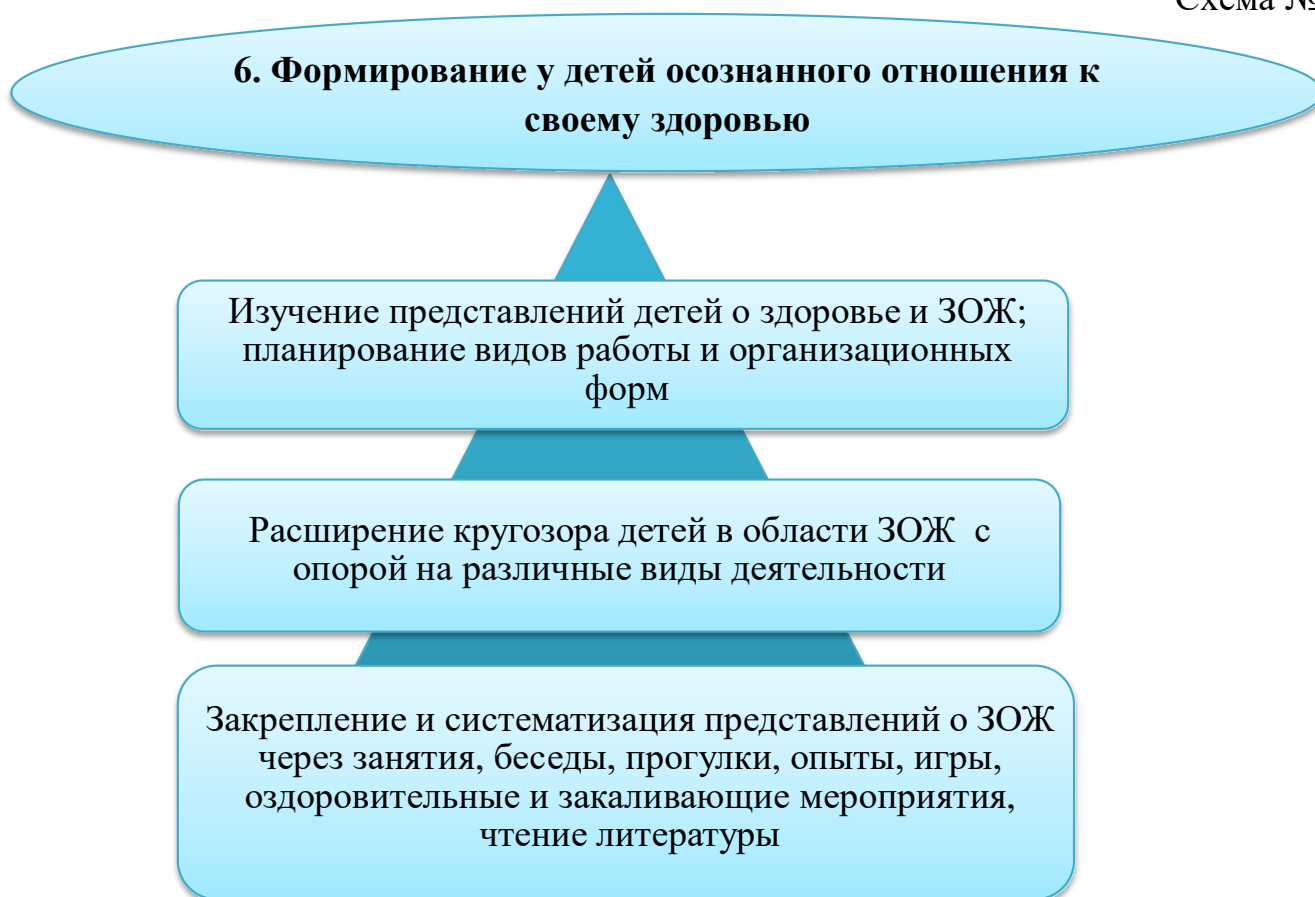 Схема №
6. Формирование у детей осознанного отношения к
своему здоровью
Изучение представлений детей о здоровье и ЗОЖ;
планирование видов работы и организационных
форм
Расширение кругозора детей в области ЗОЖ с
опорой на различные виды деятельности
Закрепление и систематизация представлений о ЗОЖ
через занятия, беседы, прогулки, опыты, игры,
оздоровительные и закаливающие мероприятия,
чтение литературы